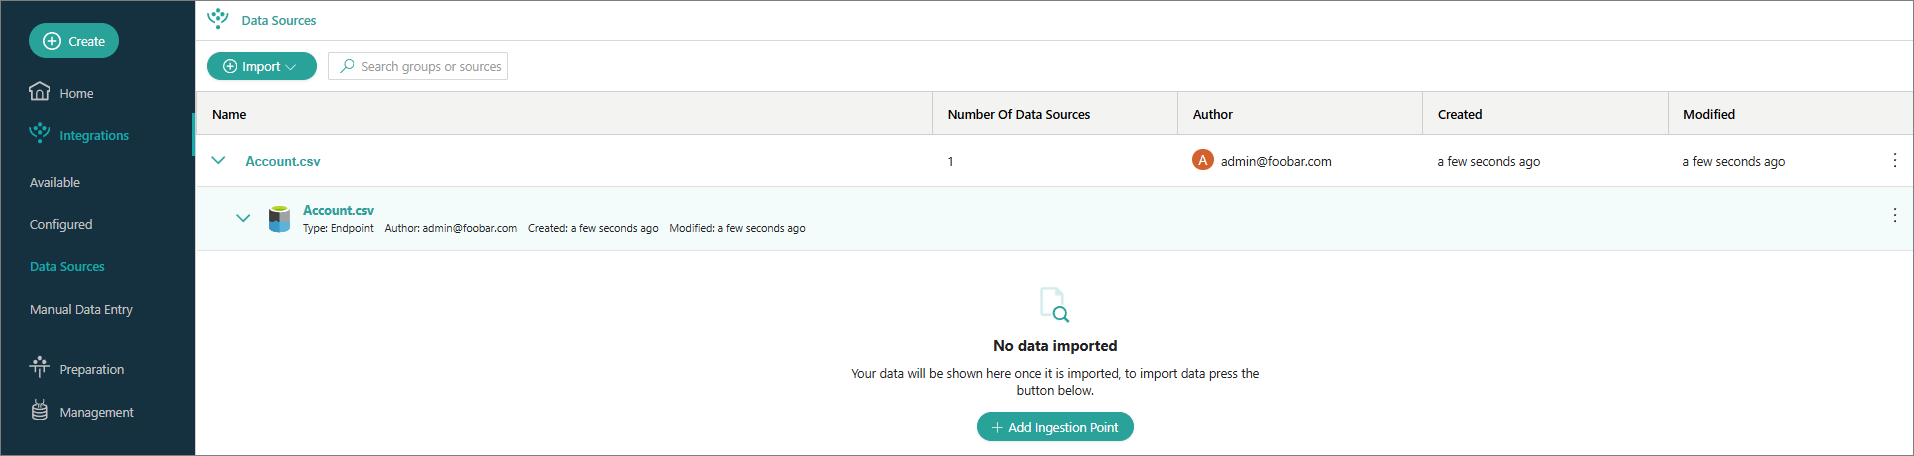 Create
Home
Integrations
Available
Configured
Data Sources
Manual Data Entry
Preparation
Management
Data Sources
Import
Search groups or sources
Name Number Of Data Sources Author Created Modified
Account.csv 1 A admin@foobar.com a few seconds ago a few seconds ago
Account.csv
Type: Endpoint Author: admin@foobar.com Created: a few seconds ago Modified: a few seconds ago
No data imported
Your data will be shown here once it is imported, to import data press the
button below.
Add Ingestion Point